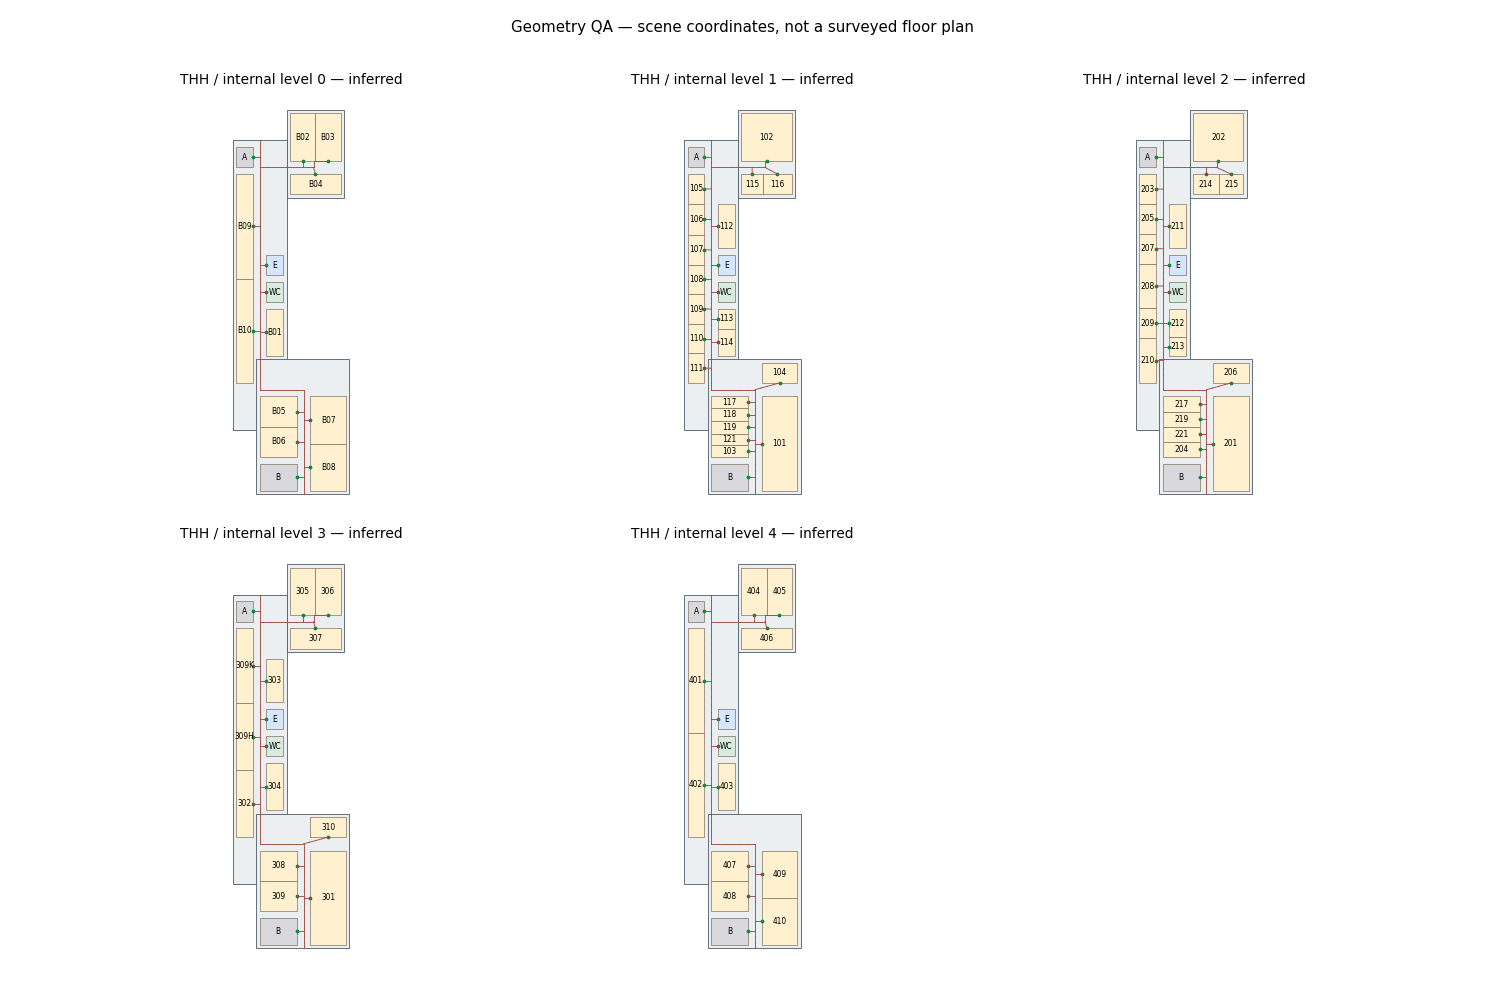 Geometry QA — scene coordinates, not a surveyed floor plan
THH / internal level 0 — inferred
B02 B03
A
B04
B09
E
WC
B10 B01
B05
B07
B06
B08
B
THH / internal level 1 — inferred
102
A
115 116
105
106
112
107
E
108
WC
109
113
110
114
111
104
117
118
119
121
101
103
B
THH / internal level 2 — inferred
202
A
214 215
203
205
211
207
E
208
WC
209 212
213
210
206
217
219
221
201
204
B
THH / internal level 3 — inferred
305 306
A
307
309K
303
E
309H
WC
304
302
310
308
309
301
B
THH / internal level 4 — inferred
404 405
A
406
401
E
WC
402 403
407
409
408
410
B